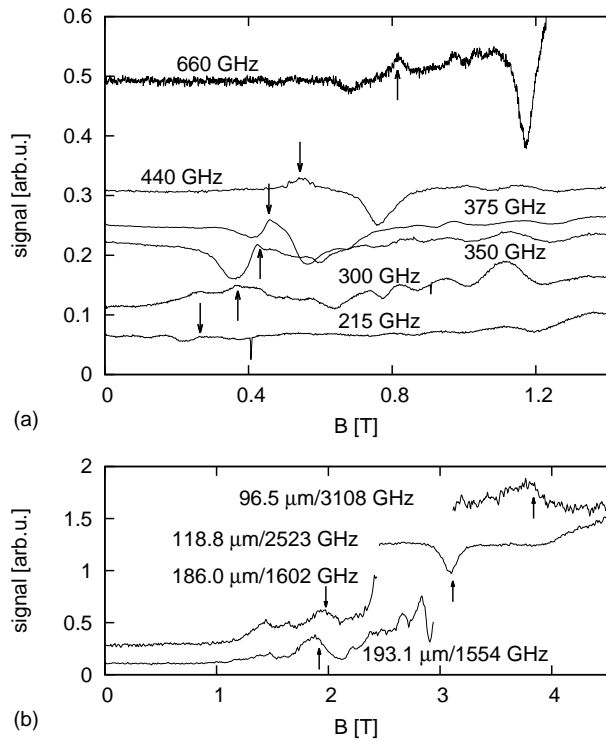 0.6
660 GHz
0.5
0.4
440 GHz
0.3
375 GHz
350 GHz
0.2
300 GHz
0.1
215 GHz
0
0 0.4 0.8 1.2
signal [arb.u.]
(a)
B [T]
2
96.5 μm/3108 GHz
1.5
118.8 μm/2523 GHz
1
186.0 μm/1602 GHz
0.5
193.1 μm/1554 GHz
0
0 1 2 3 4
signal [arb.u.]
(b)
B [T]